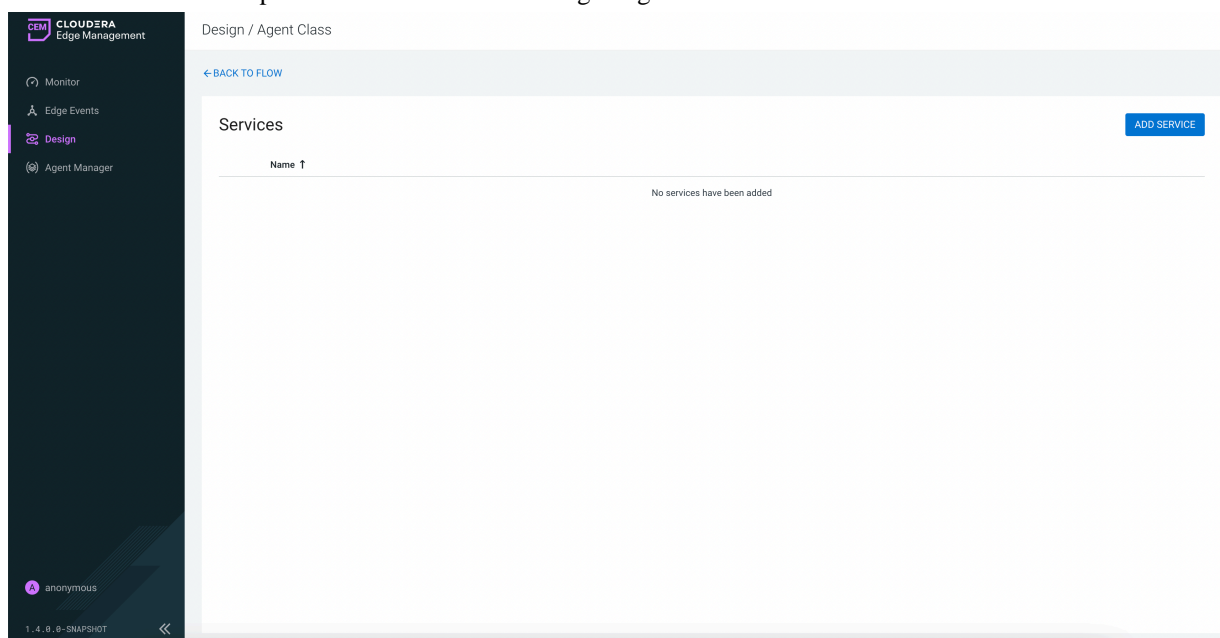 CEM CLOUDERA
Edge Management
Design / Agent Class
Monitor
Edge Events
Design
Agent Manager
← BACK TO FLOW
Services
ADD SERVICE
Name ↑
No services have been added
A anonymous
1.4.0.0-SNAPSHOT